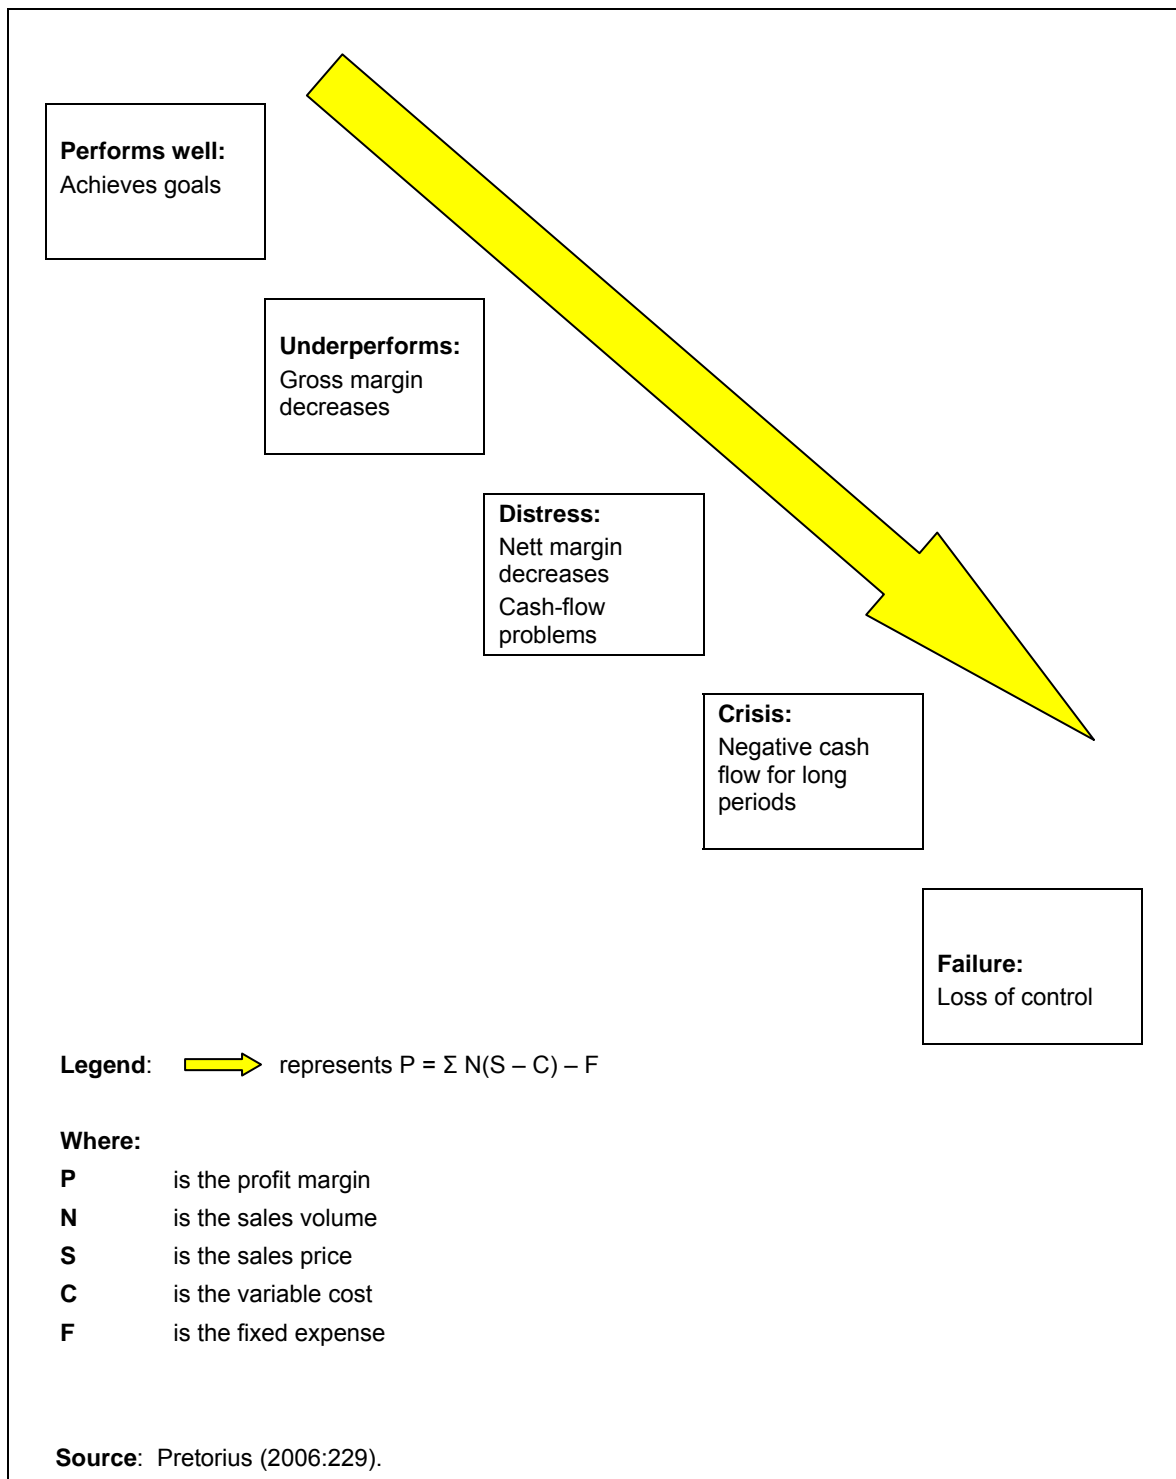 Performs well:
Achieves goals
Underperforms:
Gross margin
decreases
Distress:
Nett margin
decreases
Cash-flow
problems
Crisis:
Negative cash
flow for long
periods
Failure:
Loss of control
Legend: represents P = Σ N(S – C) – F
Where:
P is the profit margin
N is the sales volume
S is the sales price
C is the variable cost
F is the fixed expense
Source: Pretorius (2006:229).